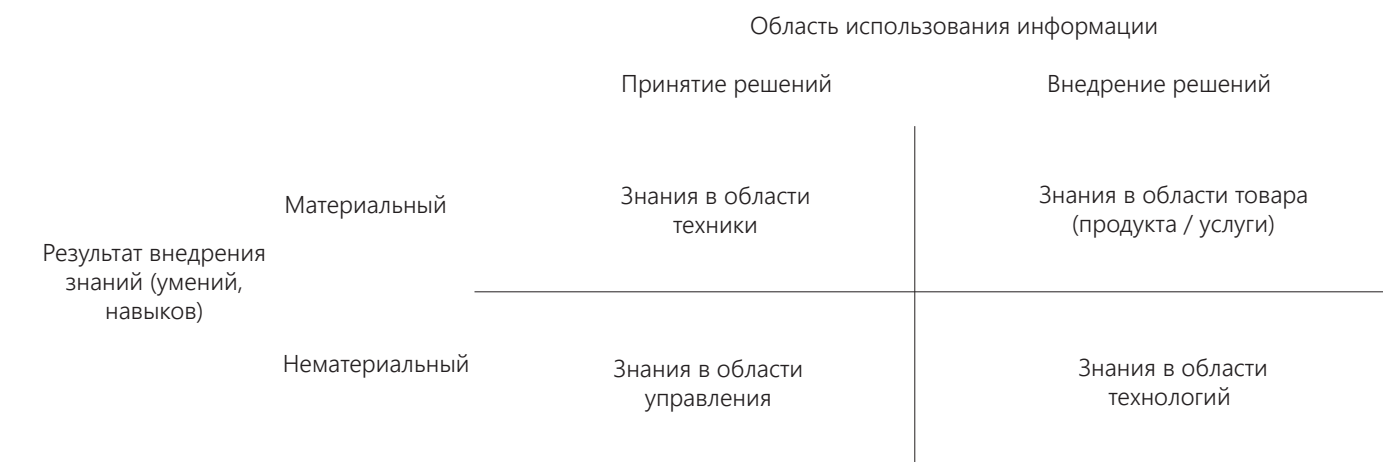 Область использования информации
Принятие решений
Внедрение решений
Материальный
Знания в области
техники
Знания в области товара
(продукта / услуги)
Результат внедрения
знаний (умений,
навыков)
Нематериальный
Знания в области
управления
Знания в области
технологий